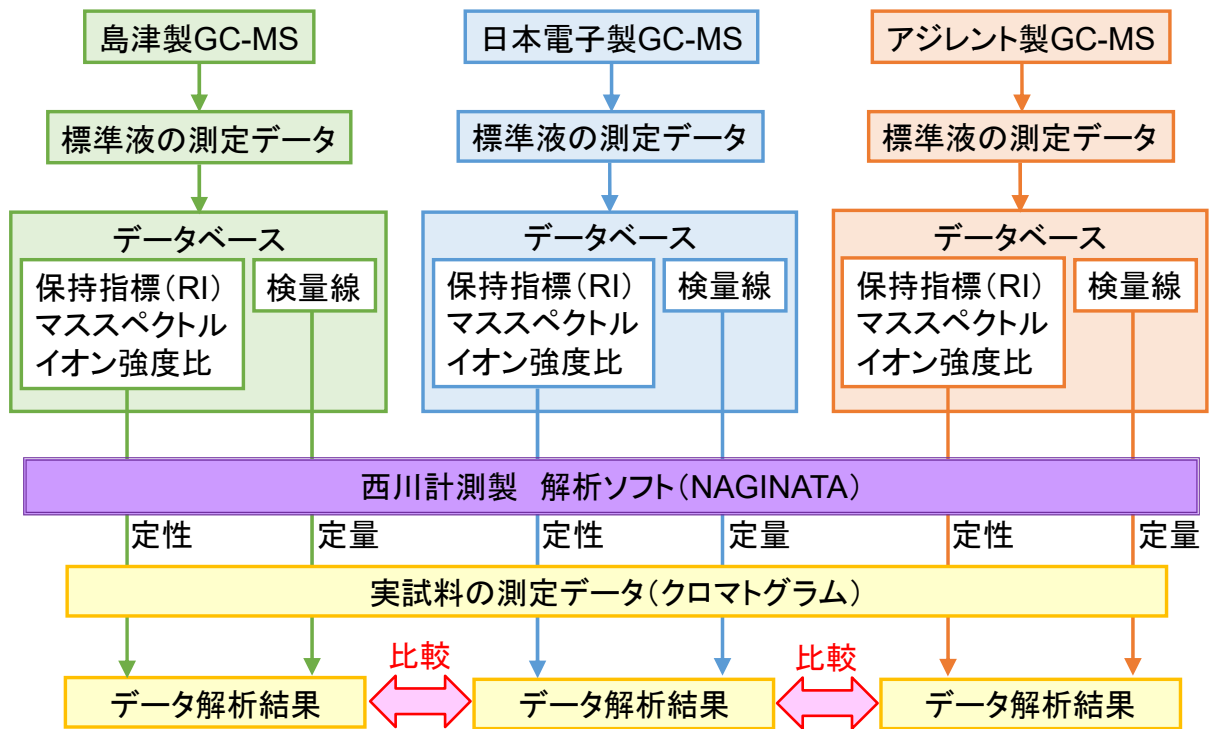 島津製GC-MS
日本電子製GC-MS
アジレント製GC-MS
標準液の測定データ
標準液の測定データ
標準液の測定データ
データベース
保持指標（RI）
マススペクトル
イオン強度比
検量線
データベース
保持指標（RI）
マススペクトル
イオン強度比
検量線
データベース
保持指標（RI）
マススペクトル
イオン強度比
検量線
西川計測製　解析ソフト（NAGINATA）
定性
定量
定性
定量
定性
定量
実試料の測定データ（クロマトグラム）
比較
比較
データ解析結果
データ解析結果
データ解析結果